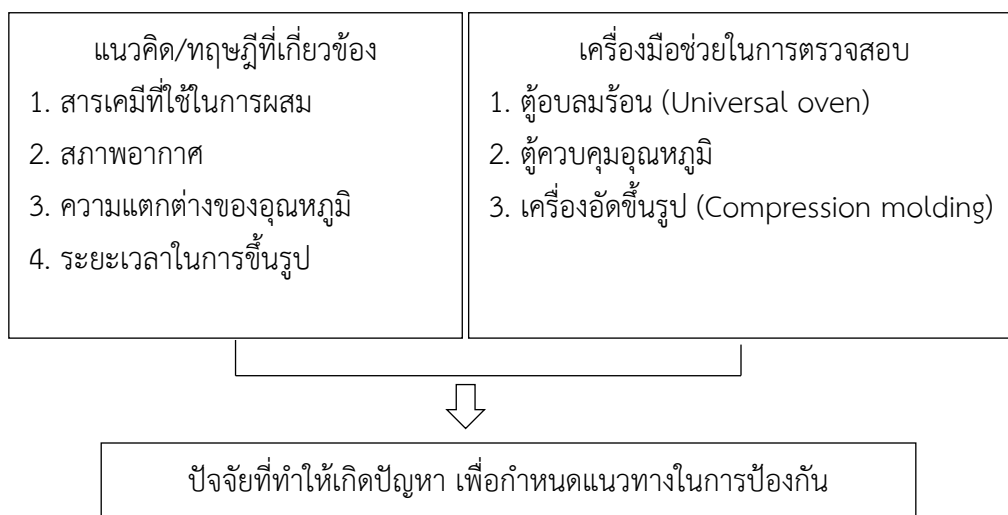 แนวคิด/ทฤษฎีที่เกี่ยวข้อง
1. สารเคมีที่ใช้ในการผสม
2. สภาพอากาศ
3. ความแตกต่างของอุณหภูมิ
4. ระยะเวลาในการขึ้นรูป
เครื่องมือช่วยในการตรวจสอบ
1. ตู้อบลมร้อน (Universal oven)
2. ตู้ควบคุมอุณหภูมิ
3. เครื่องอัดขึ้นรูป (Compression molding)
ปัจจัยที่ทำให้เกิดปัญหา เพื่อกำหนดแนวทางในการป้องกัน